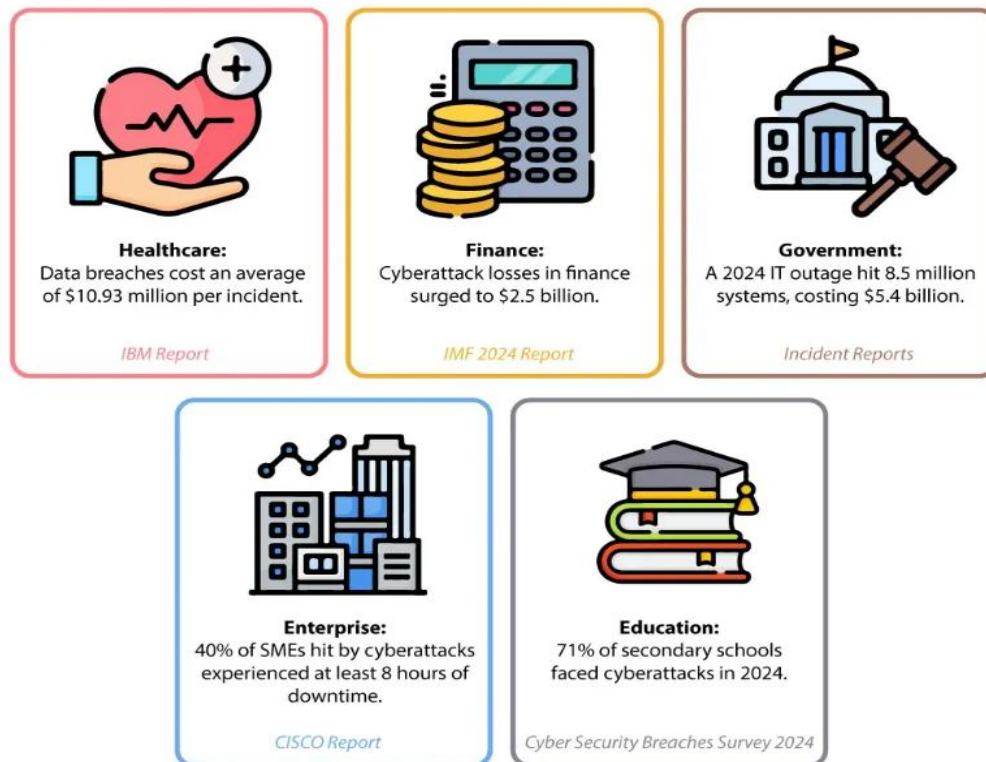 Healthcare:
Data breaches cost an average
of $10.93 million per incident.
IBM Report
Finance:
Cyberattack losses in finance
surged to $2.5 billion.
IMF 2024 Report
Government:
A 2024 IT outage hit 8.5 million
systems, costing $5.4 billion.
Incident Reports
Enterprise:
40% of SMEs hit by cyberattacks
experienced at least 8 hours of
downtime.
CISCO Report
Education:
71% of secondary schools
faced cyberattacks in 2024.
Cyber Security Breaches Survey 2024